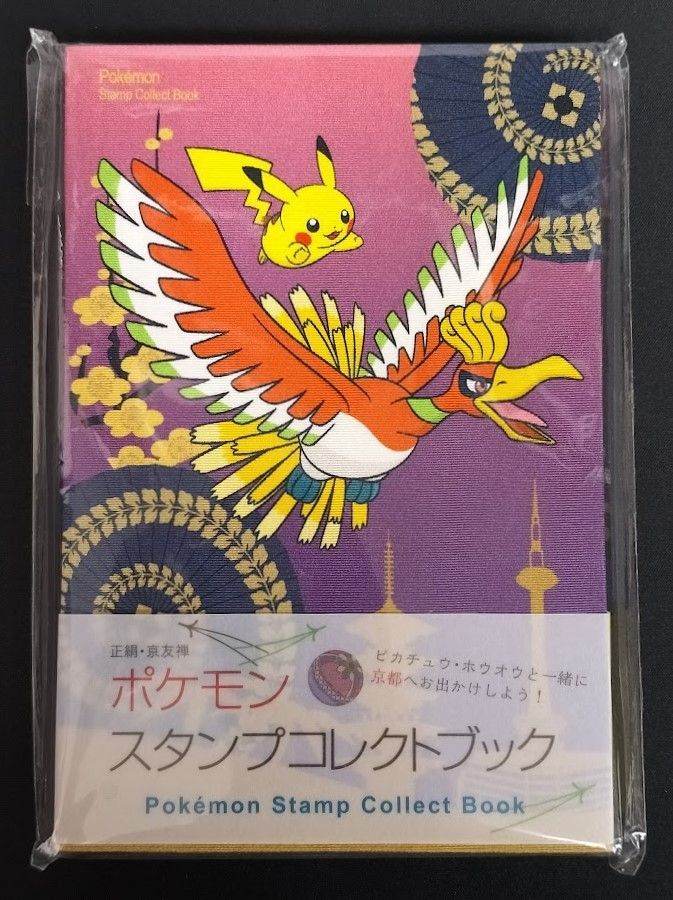 Pokémon
Stamp Collect Book
正絹・京友禅
ポケモン
スタンプコレクトブック
ピカチュウ・ホウオウと一緒に
京都へお出かけしよう！
Pokémon Stamp Collect Book